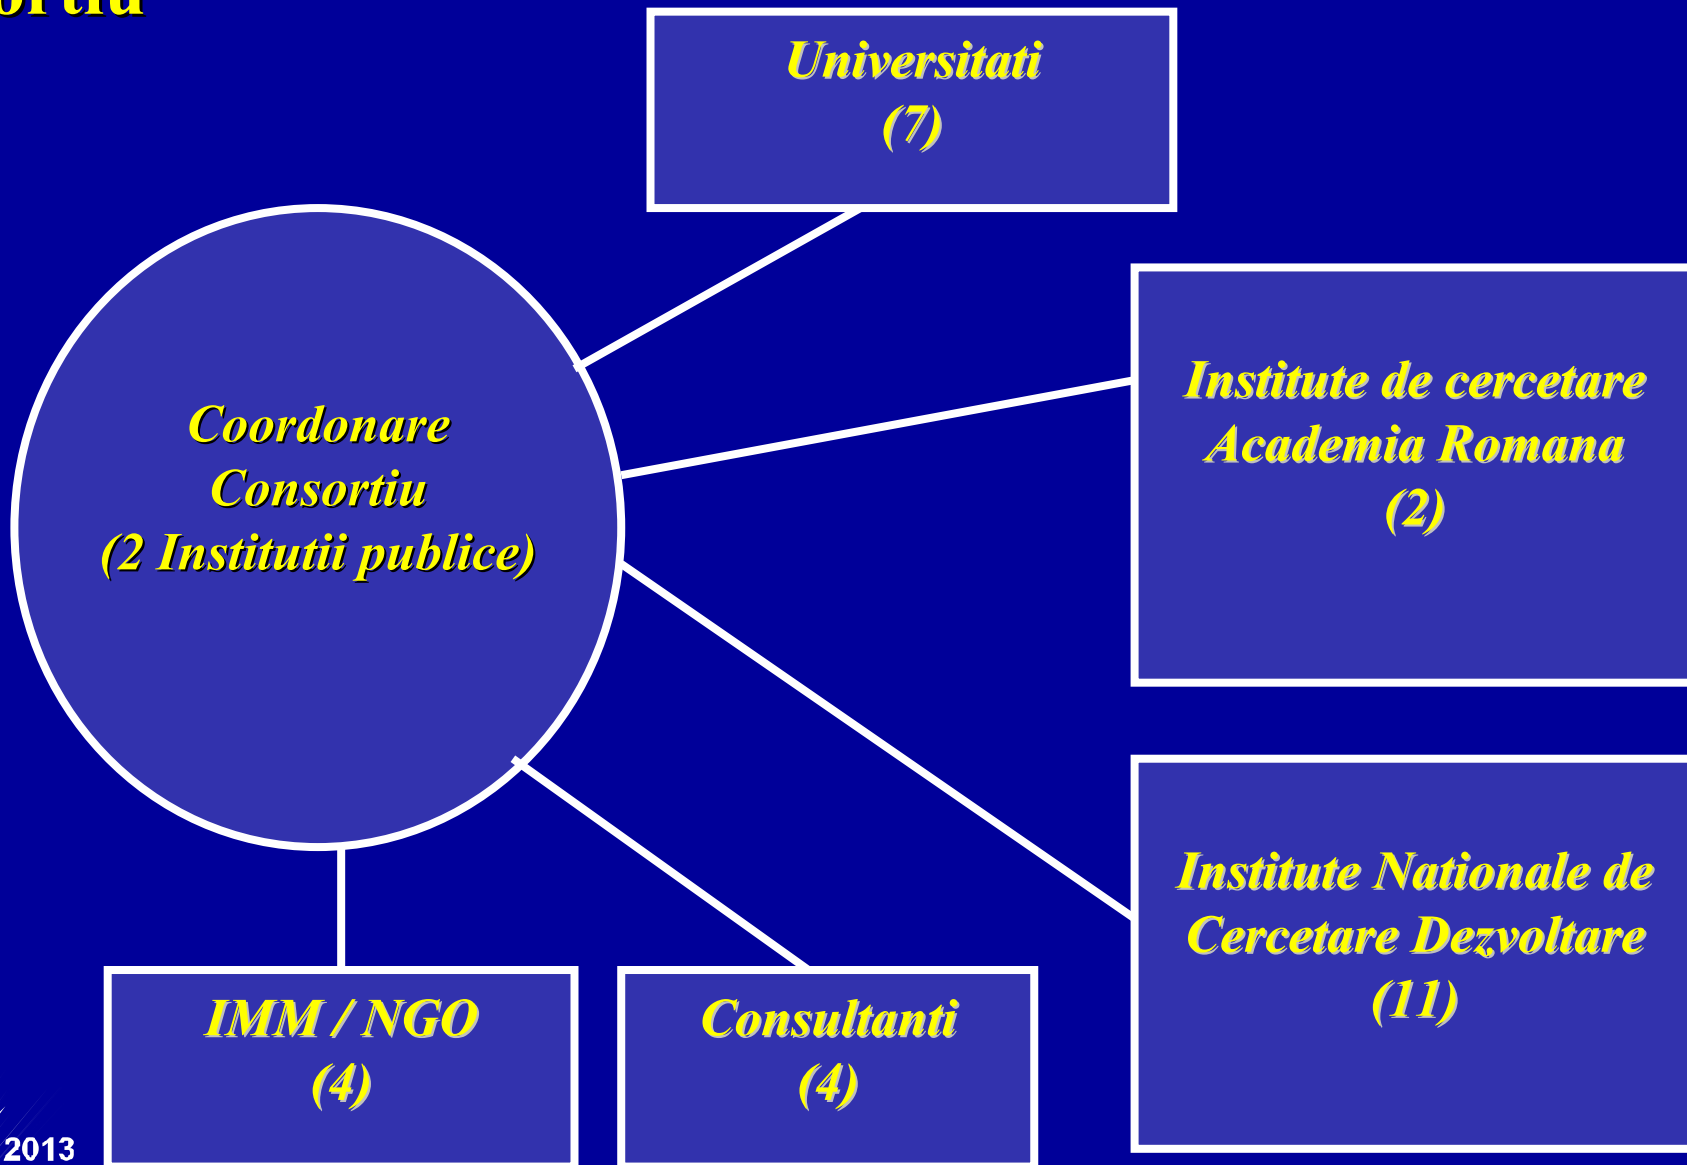 Universitati
(7)
Coordonare
Consortiu
(2 Institutii publice)
Institute de cercetare
Academia Romana
(2)
Institute Nationale de
Cercetare Dezvoltare
(11)
IMM / NGO
(4)
Consultanti
(4)
2013